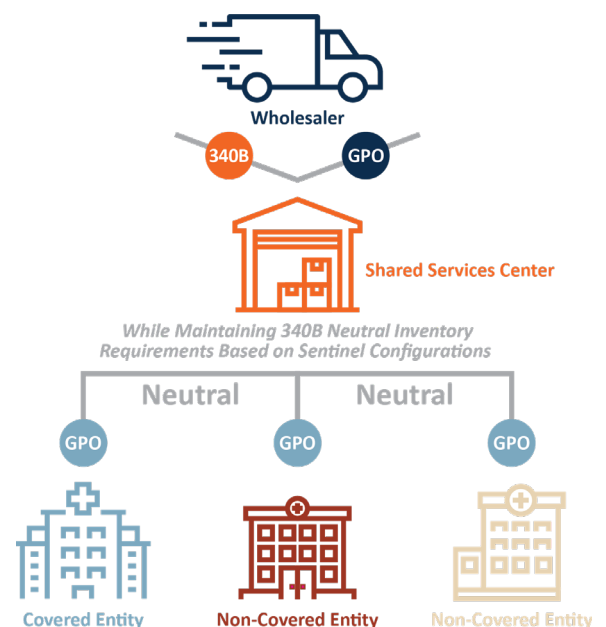 Wholesaler
340B
GPO
Shared Services Center
While Maintaining 340B Neutral Inventory
Requirements Based on Sentinel Configurations
Neutral
Neutral
GPO
GPO
GPO
Covered Entity
Non-Covered Entity
Non-Covered Entity